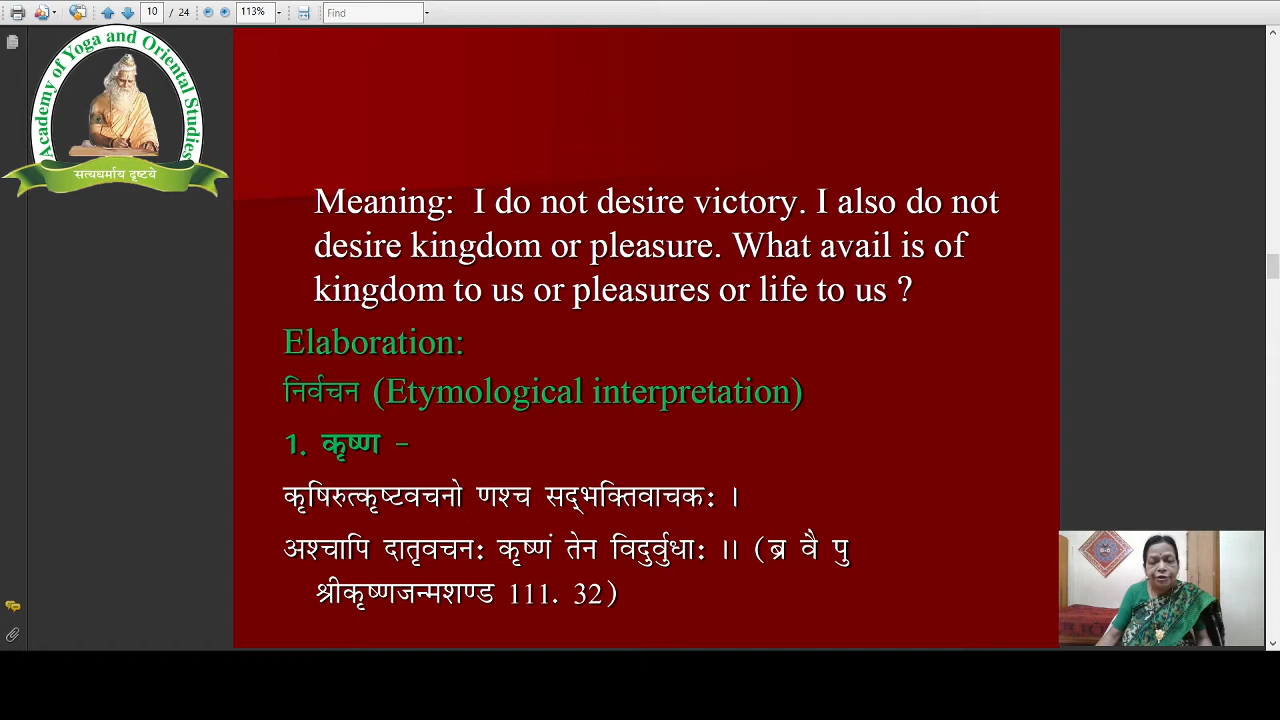 10 / 24
113%
Find
Academy of Yoga and Oriental Studies
सत्यधर्माय दृष्टये
Meaning: I do not desire victory. I also do not
desire kingdom or pleasure. What avail is of
kingdom to us or pleasures or life to us ?
Elaboration:
निर्वचन (Etymological interpretation)
1. कृष्ण -
कृषिरुत्कृष्टवचनो णश्च सद्भक्तिवाचकः ।
अश्चापि दातृवचनः कृष्णं तेन विदुर्वुधाः ।। (ब्र वै पु
श्रीकृष्णजन्मशण्ड 111. 32)